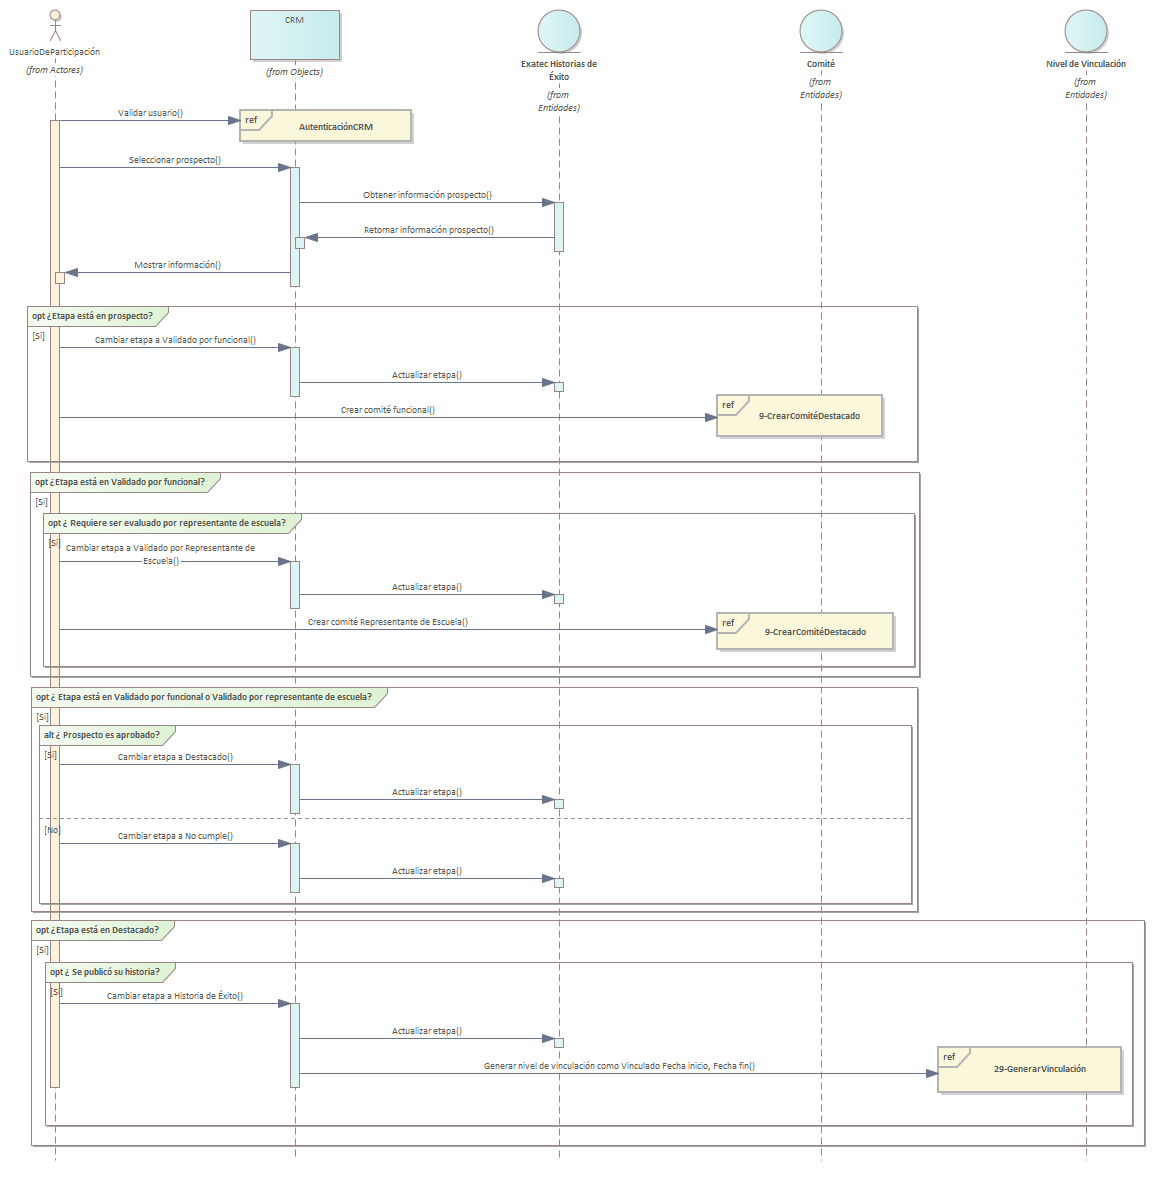 CRM
UsuarioDeParticipación
(from Actores)
(from Objects)
Exatec Historias de
Éxito
(from
Entidades)
Comité
(from
Entidades)
Nivel de Vinculación
(from
Entidades)
Validar usuario()
ref
AutenticaciónCRM
Seleccionar prospecto()
Obtener información prospecto()
Retornar información prospecto()
Mostrar información()
opt ¿Etapa está en prospecto?
[Si]
Cambiar etapa a Validado por funcional()
Actualizar etapa()
Crear comité funcional()
ref
9-CrearComitéDestacado
opt ¿Etapa está en Validado por funcional?
[Si]
opt ¿ Requiere ser evaluado por representante de escuela?
[Si]
Cambiar etapa a Validado por Representante de
Escuela()
Actualizar etapa()
Crear comité Representante de Escuela()
ref
9-CrearComitéDestacado
opt ¿ Etapa está en Validado por funcional o Validado por representante de escuela?
[Si]
alt ¿ Prospecto es aprobado?
[Si]
Cambiar etapa a Destacado()
Actualizar etapa()
[No]
Cambiar etapa a No cumple()
Actualizar etapa()
opt ¿Etapa está en Destacado?
[Si]
opt ¿ Se publicó su historia?
[Si]
Cambiar etapa a Historia de Éxito()
Actualizar etapa()
Generar nivel de vinculación como Vinculado Fecha inicio, Fecha fin()
ref
29-GenerarVinculación